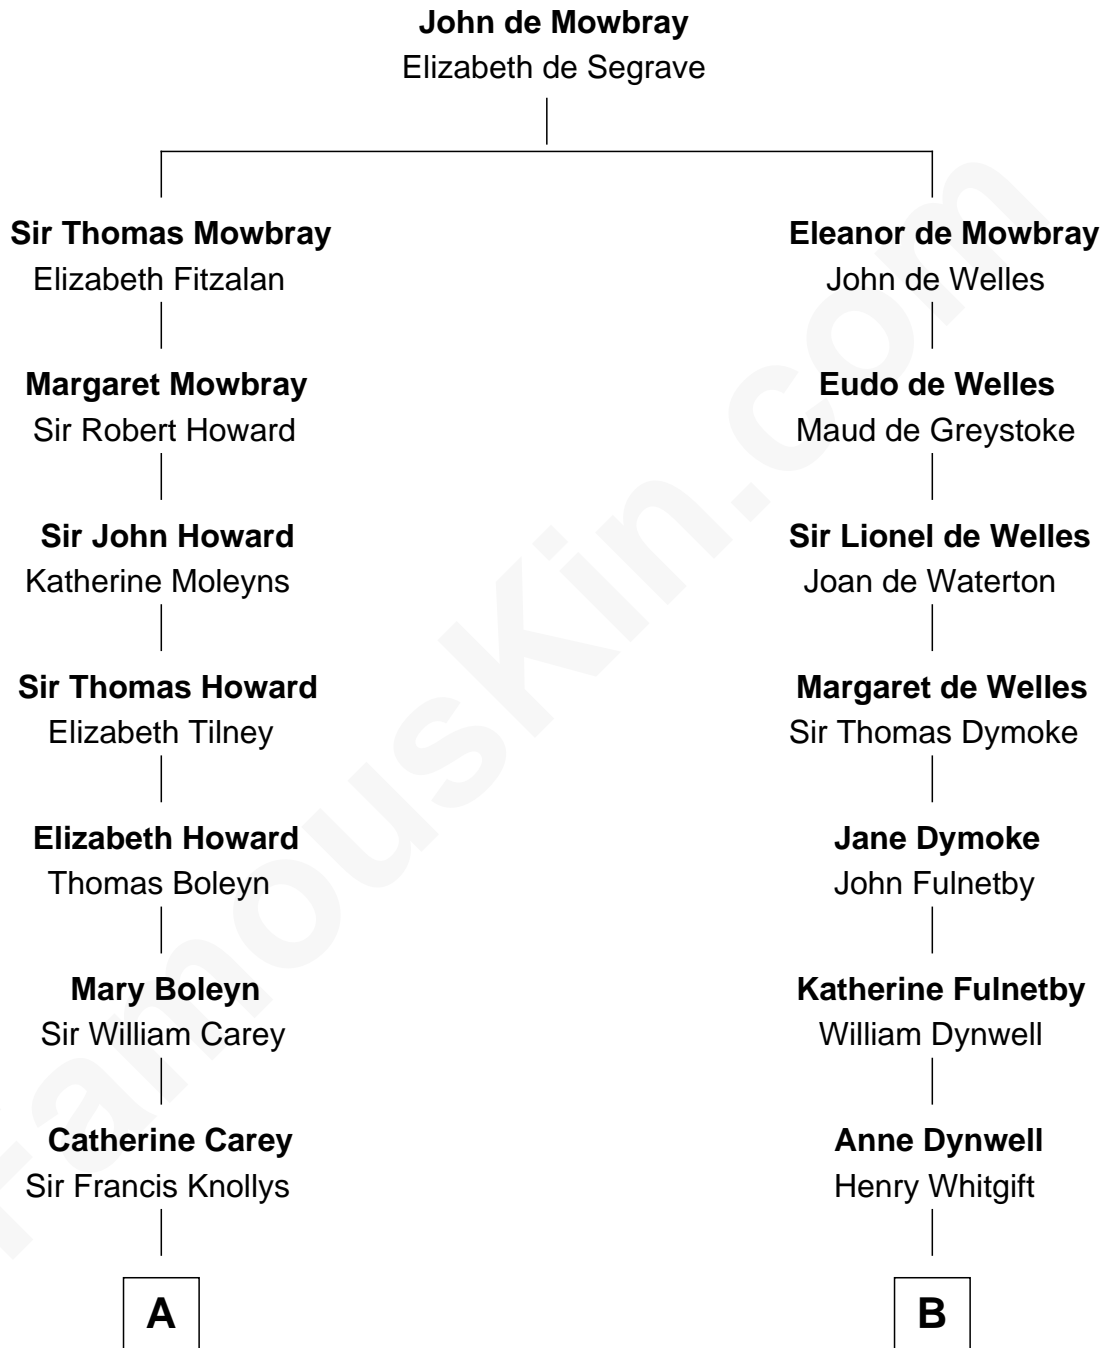 John de Mowbray
Elizabeth de Segrave
Sir Thomas Mowbray
Elizabeth Fitzalan
Eleanor de Mowbray
John de Welles
Margaret Mowbray
Sir Robert Howard
Eudo de Welles
Maud de Greystoke
Sir John Howard
Katherine Moleyns
Sir Lionel de Welles
Joan de Waterton
Sir Thomas Howard
Elizabeth Tilney
Margaret de Welles
Sir Thomas Dymoke
Elizabeth Howard
Thomas Boleyn
Jane Dymoke
John Fulnetby
Mary Boleyn
Sir William Carey
Katherine Fulnetby
William Dynwell
Catherine Carey
Sir Francis Knollys
Anne Dynwell
Henry Whitgift
A
B
FamousKin.com